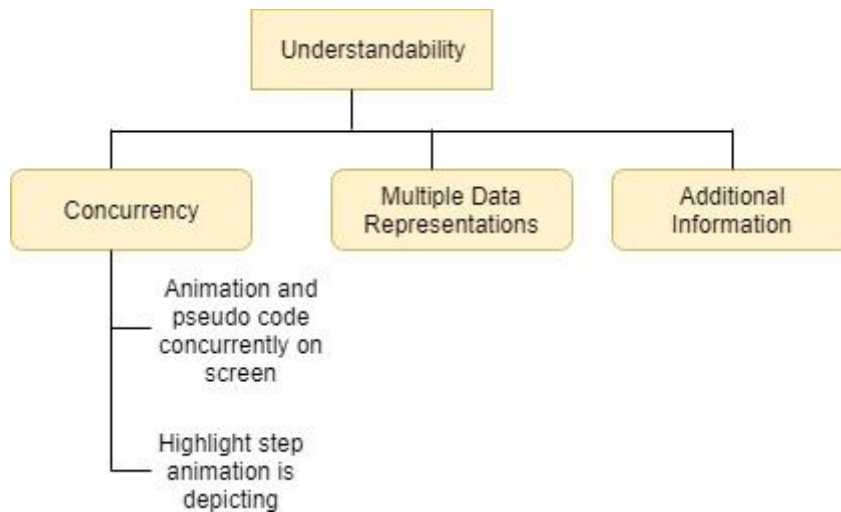 Understandability
Concurrency
Multiple Data
Representations
Additional
Information
Animation and
pseudo code
concurrently on
screen
Highlight step
animation is
depicting